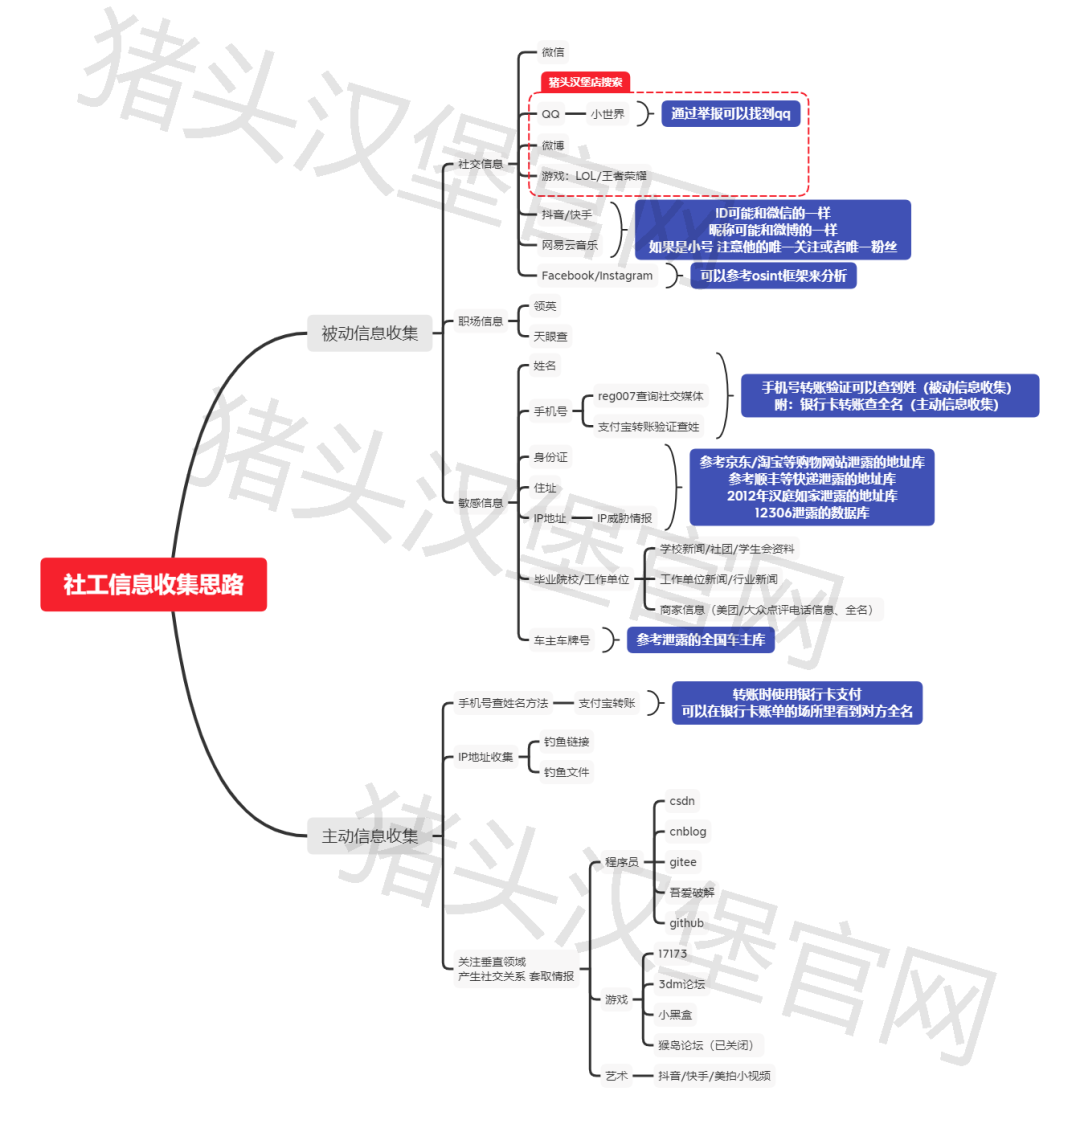 社工信息收集思路
被动信息收集
社交信息
微信
猪头汉堡店搜索
QQ
小世界
通过举报可以找到qq
微博
游戏：LOL/王者荣耀
抖音/快手
网易云音乐
ID可能和微信的一样
昵称可能和微博的一样
如果是小号 注意他的唯一关注或者唯一粉丝
Facebook/Instagram
可以参考osint框架来分析
职场信息
领英
天眼查
敏感信息
姓名
手机号
reg007查询社交媒体
支付宝转账验证查姓
手机号转账验证可以查到姓（被动信息收集）
附：银行卡转账查全名（主动信息收集）
身份证
住址
IP地址
IP威胁情报
参考京东/淘宝等购物网站泄露的地址库
参考顺丰等快递泄露的地址库
2012年汉庭如家泄露的地址库
12306泄露的数据库
毕业院校/工作单位
学校新闻/社团/学生会资料
工作单位新闻/行业新闻
商家信息（美团/大众点评电话信息、全名）
车主车牌号
参考泄露的全国车主库
主动信息收集
手机号查姓名方法
支付宝转账
转账时使用银行卡支付
可以在银行卡账单的场所里看到对方全名
IP地址收集
钓鱼链接
钓鱼文件
关注垂直领域
产生社交关系 套取情报
程序员
csdn
cnblog
gitee
吾爱破解
github
游戏
17173
3dm论坛
小黑盒
猴岛论坛（已关闭）
艺术
抖音/快手/美拍小视频
猪头汉堡官网
猪头汉堡官网
猪头汉堡官网